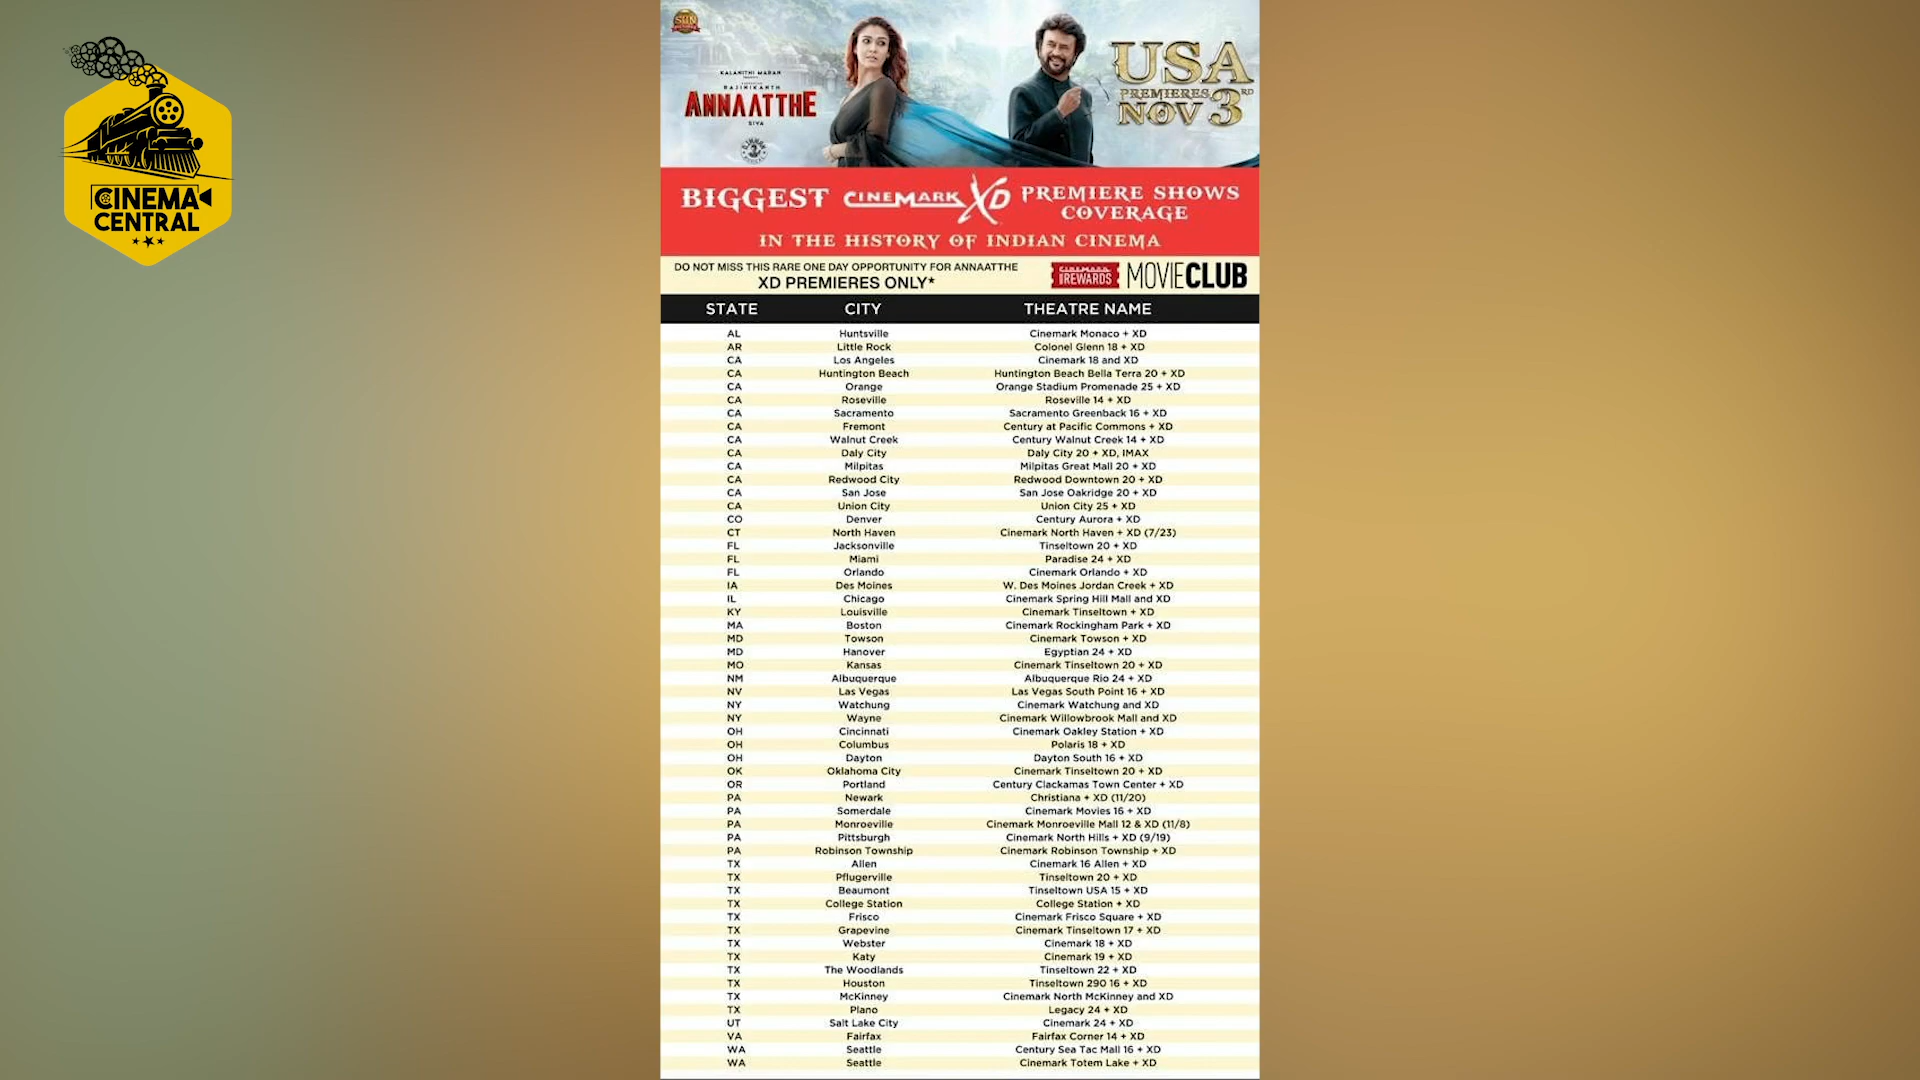 CINEMA
CENTRAL
SUN
KALANITHI MARAN
RAJINIKANTH
ANNAATTHE
SIVA
USA
PREMIERES
NOV 3RD
BIGGEST CINEMARK XD PREMIERE SHOWS
COVERAGE
IN THE HISTORY OF INDIAN CINEMA
DO NOT MISS THIS RARE ONE DAY OPPORTUNITY FOR ANNAATTHE
XD PREMIERES ONLY*
CINEMARK
REWARDS
MOVIECLUB
STATE CITY THEATRE NAME
AL Huntsville Cinemark Monaco + XD
AR Little Rock Colonel Glenn 18 + XD
CA Los Angeles Cinemark 18 and XD
CA Huntington Beach Huntington Beach Bella Terra 20 + XD
CA Orange Orange Stadium Promenade 25 + XD
CA Roseville Roseville 14 + XD
CA Sacramento Sacramento Greenback 16 + XD
CA Fremont Century at Pacific Commons + XD
CA Walnut Creek Century Walnut Creek 14 + XD
CA Daly City Daly City 20 + XD, IMAX
CA Milpitas Milpitas Great Mall 20 + XD
CA Redwood City Redwood Downtown 20 + XD
CA San Jose San Jose Oakridge 20 + XD
CA Union City Union City 25 + XD
CO Denver Century Aurora + XD
CT North Haven Cinemark North Haven + XD (7/23)
FL Jacksonville Tinseltown 20 + XD
FL Miami Paradise 24 + XD
FL Orlando Cinemark Orlando + XD
IA Des Moines W. Des Moines Jordan Creek + XD
IL Chicago Cinemark Spring Hill Mall and XD
KY Louisville Cinemark Tinseltown + XD
MA Boston Cinemark Rockingham Park + XD
MD Towson Cinemark Towson + XD
MD Hanover Egyptian 24 + XD
MO Kansas Cinemark Tinseltown 20 + XD
NM Albuquerque Albuquerque Rio 24 + XD
NV Las Vegas Las Vegas South Point 16 + XD
NY Watchung Cinemark Watchung and XD
NY Wayne Cinemark Willowbrook Mall and XD
OH Cincinnati Cinemark Oakley Station + XD
OH Columbus Polaris 18 + XD
OH Dayton Dayton South 16 + XD
OK Oklahoma City Cinemark Tinseltown 20 + XD
OR Portland Century Clackamas Town Center + XD
PA Newark Christiana + XD (11/20)
PA Somerdale Cinemark Movies 16 + XD
PA Monroeville Cinemark Monroeville Mall 12 & XD (11/8)
PA Pittsburgh Cinemark North Hills + XD (9/19)
PA Robinson Township Cinemark Robinson Township + XD
TX Allen Cinemark 16 Allen + XD
TX Pflugerville Tinseltown 20 + XD
TX Beaumont Tinseltown USA 15 + XD
TX College Station College Station + XD
TX Frisco Cinemark Frisco Square + XD
TX Grapevine Cinemark Tinseltown 17 + XD
TX Webster Cinemark 18 + XD
TX Katy Cinemark 19 + XD
TX The Woodlands Tinseltown 22 + XD
TX Houston Tinseltown 290 16 + XD
TX McKinney Cinemark North McKinney and XD
TX Plano Legacy 24 + XD
UT Salt Lake City Cinemark 24 + XD
VA Fairfax Fairfax Corner 14 + XD
WA Seattle Century Sea Tac Mall 16 + XD
WA Seattle Cinemark Totem Lake + XD